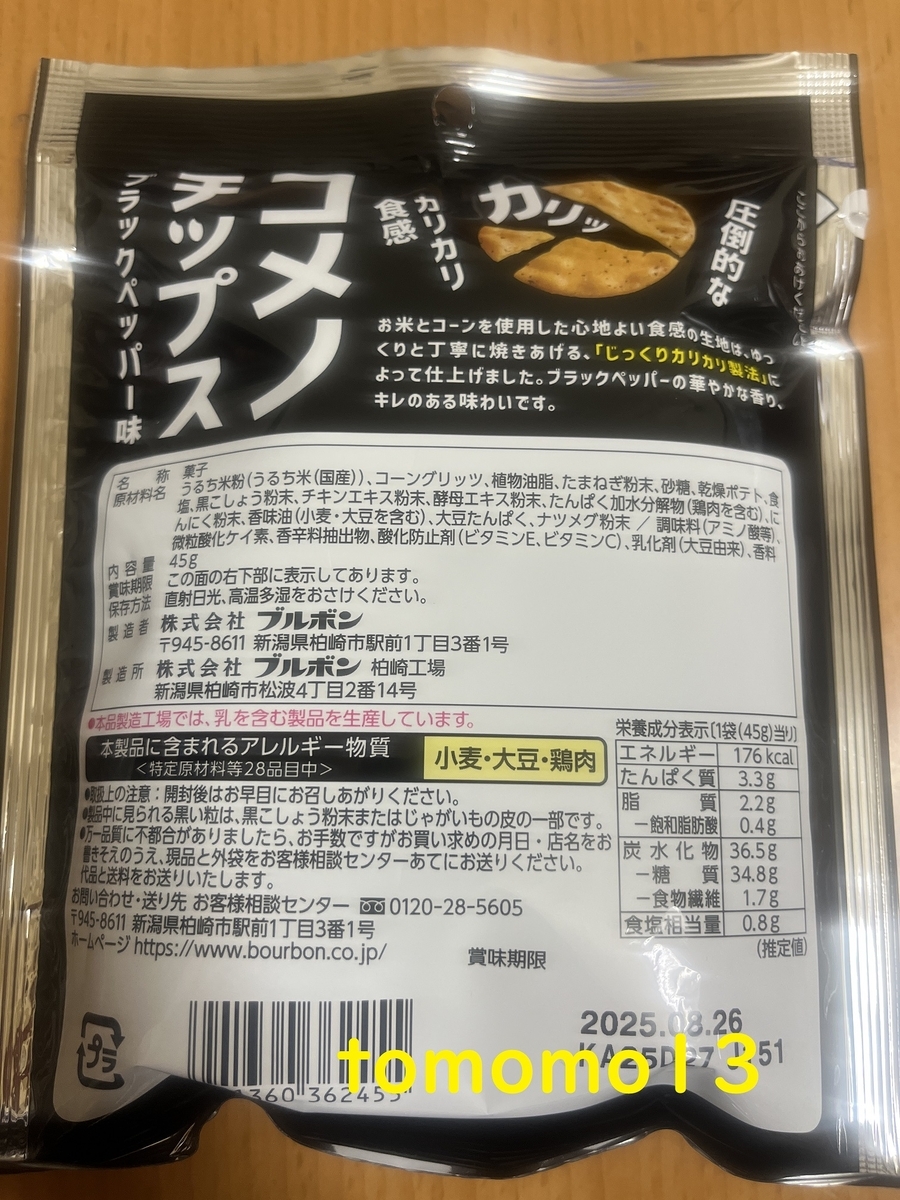 コメノ
チップス
ブラックペッパー味
圧倒的な
カリッ
カリカリ
食感
ここからおあけください
お米とコーンを使用した心地よい食感の生地は、ゆっ
くりと丁寧に焼きあげる、「じっくりカリカリ製法」に
よって仕上げました。ブラックペッパーの華やかな香り、
キレのある味わいです。
名称 菓子
原材料名 うるち米粉(うるち米(国産))、コーングリッツ、植物油脂、たまねぎ粉末、砂糖、乾燥ポテト、食
塩、黒こしょう粉末、チキンエキス粉末、酵母エキス粉末、たんぱく加水分解物(鶏肉を含む)、に
んにく粉末、香味油(小麦・大豆を含む)、大豆たんぱく、ナツメグ粉末 / 調味料(アミノ酸等)、
微粒酸化ケイ素、香辛料抽出物、酸化防止剤(ビタミンE、ビタミンC)、乳化剤(大豆由来)、香料
内容量 45g
賞味期限 この面の右下部に表示してあります。
保存方法 直射日光、高温多湿をおさけください。
製造者 株式会社 ブルボン
〒945-8611 新潟県柏崎市駅前1丁目3番1号
製造所 株式会社 ブルボン 柏崎工場
新潟県柏崎市松波4丁目2番14号
●本品製造工場では、乳を含む製品を生産しています。
本製品に含まれるアレルギー物質
<特定原材料等28品目中>
小麦・大豆・鶏肉
●取扱上の注意:開封後はお早目にお召しあがりください。
●製品中に見られる黒い粒は、黒こしょう粉末またはじゃがいもの皮の一部です。
●万一品質に不都合がありましたら、お手数ですがお買い求めの月日・店名をお
書きそえのうえ、現品と外袋をお客様相談センターあてにお送りください。
代品と送料をお送りいたします。
お問い合わせ・送り先 お客様相談センター 0120-28-5605
〒945-8611 新潟県柏崎市駅前1丁目3番1号
ホームページ https://www.bourbon.co.jp/
栄養成分表示〔1袋(45g)当り〕
エネルギー 176kcal
たんぱく質 3.3g
脂質 2.2g
-飽和脂肪酸 0.4g
炭水化物 36.5g
-糖質 34.8g
-食物繊維 1.7g
食塩相当量 0.8g
(推定値)
賞味期限
2025.08.26
KA25D27 51
プラ
360 362455
tomomo13